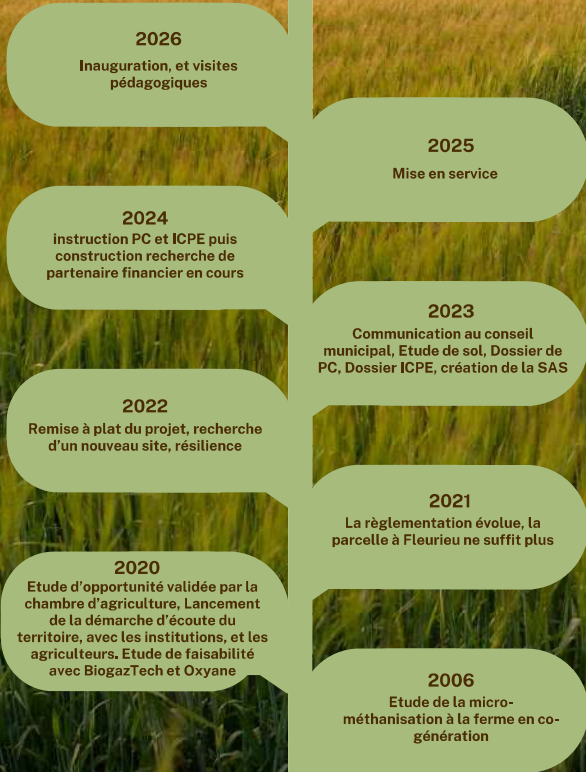 2026
Inauguration, et visites
pédagogiques
2025
Mise en service
2024
instruction PC et ICPE puis
construction recherche de
partenaire financier en cours
2023
Communication au conseil
municipal, Etude de sol, Dossier de
PC, Dossier ICPE, création de la SAS
2022
Remise à plat du projet, recherche
d'un nouveau site, résilience
2021
La règlementation évolue, la
parcelle à Fleurieu ne suffit plus
2020
Etude d'opportunité validée par la
chambre d'agriculture, Lancement
de la démarche d'écoute du
territoire, avec les institutions, et les
agriculteurs. Etude de faisabilité
avec BiogazTech et Oxyane
2006
Etude de la micro-
méthanisation à la ferme en co-
génération